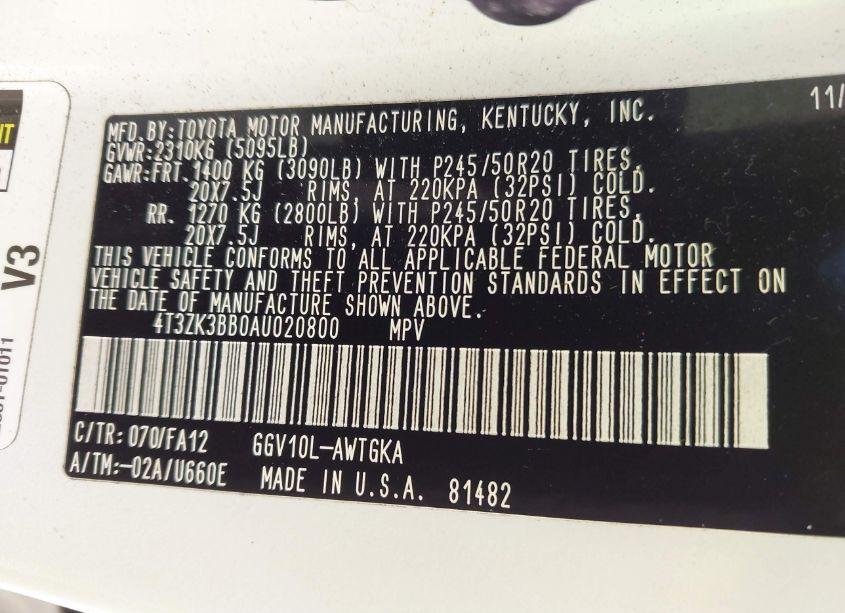 11/
MFD.BY:TOYOTA MOTOR MANUFACTURING, KENTUCKY, INC.
GVWR:2310KG (5095LB)
GAWR:FRT.1400 KG (3090LB) WITH P245/50R20 TIRES,
20X7.5J RIMS, AT 220KPA (32PSI) COLD.
RR. 1270 KG (2800LB) WITH P245/50R20 TIRES,
20X7.5J RIMS, AT 220KPA (32PSI) COLD.
THIS VEHICLE CONFORMS TO ALL APPLICABLE FEDERAL MOTOR
VEHICLE SAFETY AND THEFT PREVENTION STANDARDS IN EFFECT ON
THE DATE OF MANUFACTURE SHOWN ABOVE.
4T3ZK3BB0AU020800 MPV
C/TR:070/FA12 GGV10L-AWTGKA
A/TM:-02A/U660E MADE IN U.S.A. 81482
V3